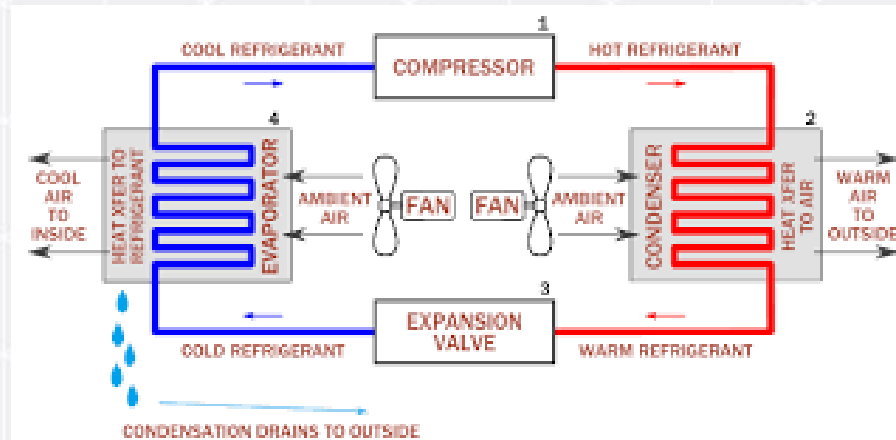 1
COOL REFRIGERANT
COMPRESSOR
HOT REFRIGERANT
4
2
HEAT XFER TO
REFRIGERANT
EVAPORATOR
COOL
AIR
TO
INSIDE
AMBIENT
AIR
FAN
FAN
AMBIENT
AIR
CONDENSER
HEAT XFER
TO AIR
WARM
AIR
TO
OUTSIDE
3
EXPANSION
VALVE
COLD REFRIGERANT
WARM REFRIGERANT
CONDENSATION DRAINS TO OUTSIDE